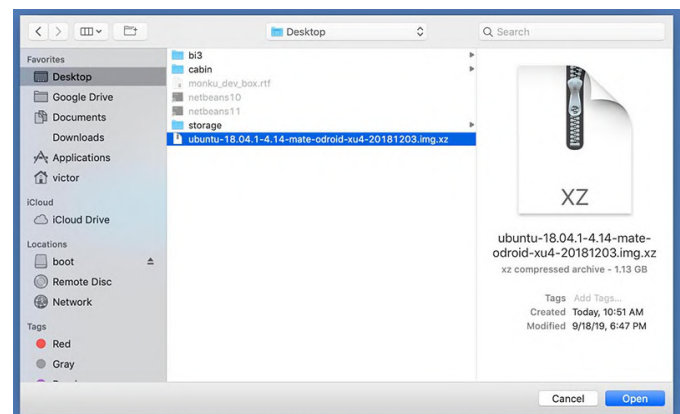 Desktop
Search
Favorites
Desktop
Google Drive
Documents
Downloads
Applications
victor
iCloud
iCloud Drive
Locations
boot
Remote Disc
Network
Tags
Red
Gray
bi3
cabin
monku_dev_box.rtf
netbeans10
netbeans11
storage
ubuntu-18.04.1-4.14-mate-odroid-xu4-20181203.img.xz
XZ
ubuntu-18.04.1-4.14-mate-
odroid-xu4-20181203.img.xz
xz compressed archive - 1.13 GB
Tags Add Tags...
Created Today, 10:51 AM
Modified 9/18/19, 6:47 PM
Cancel
Open